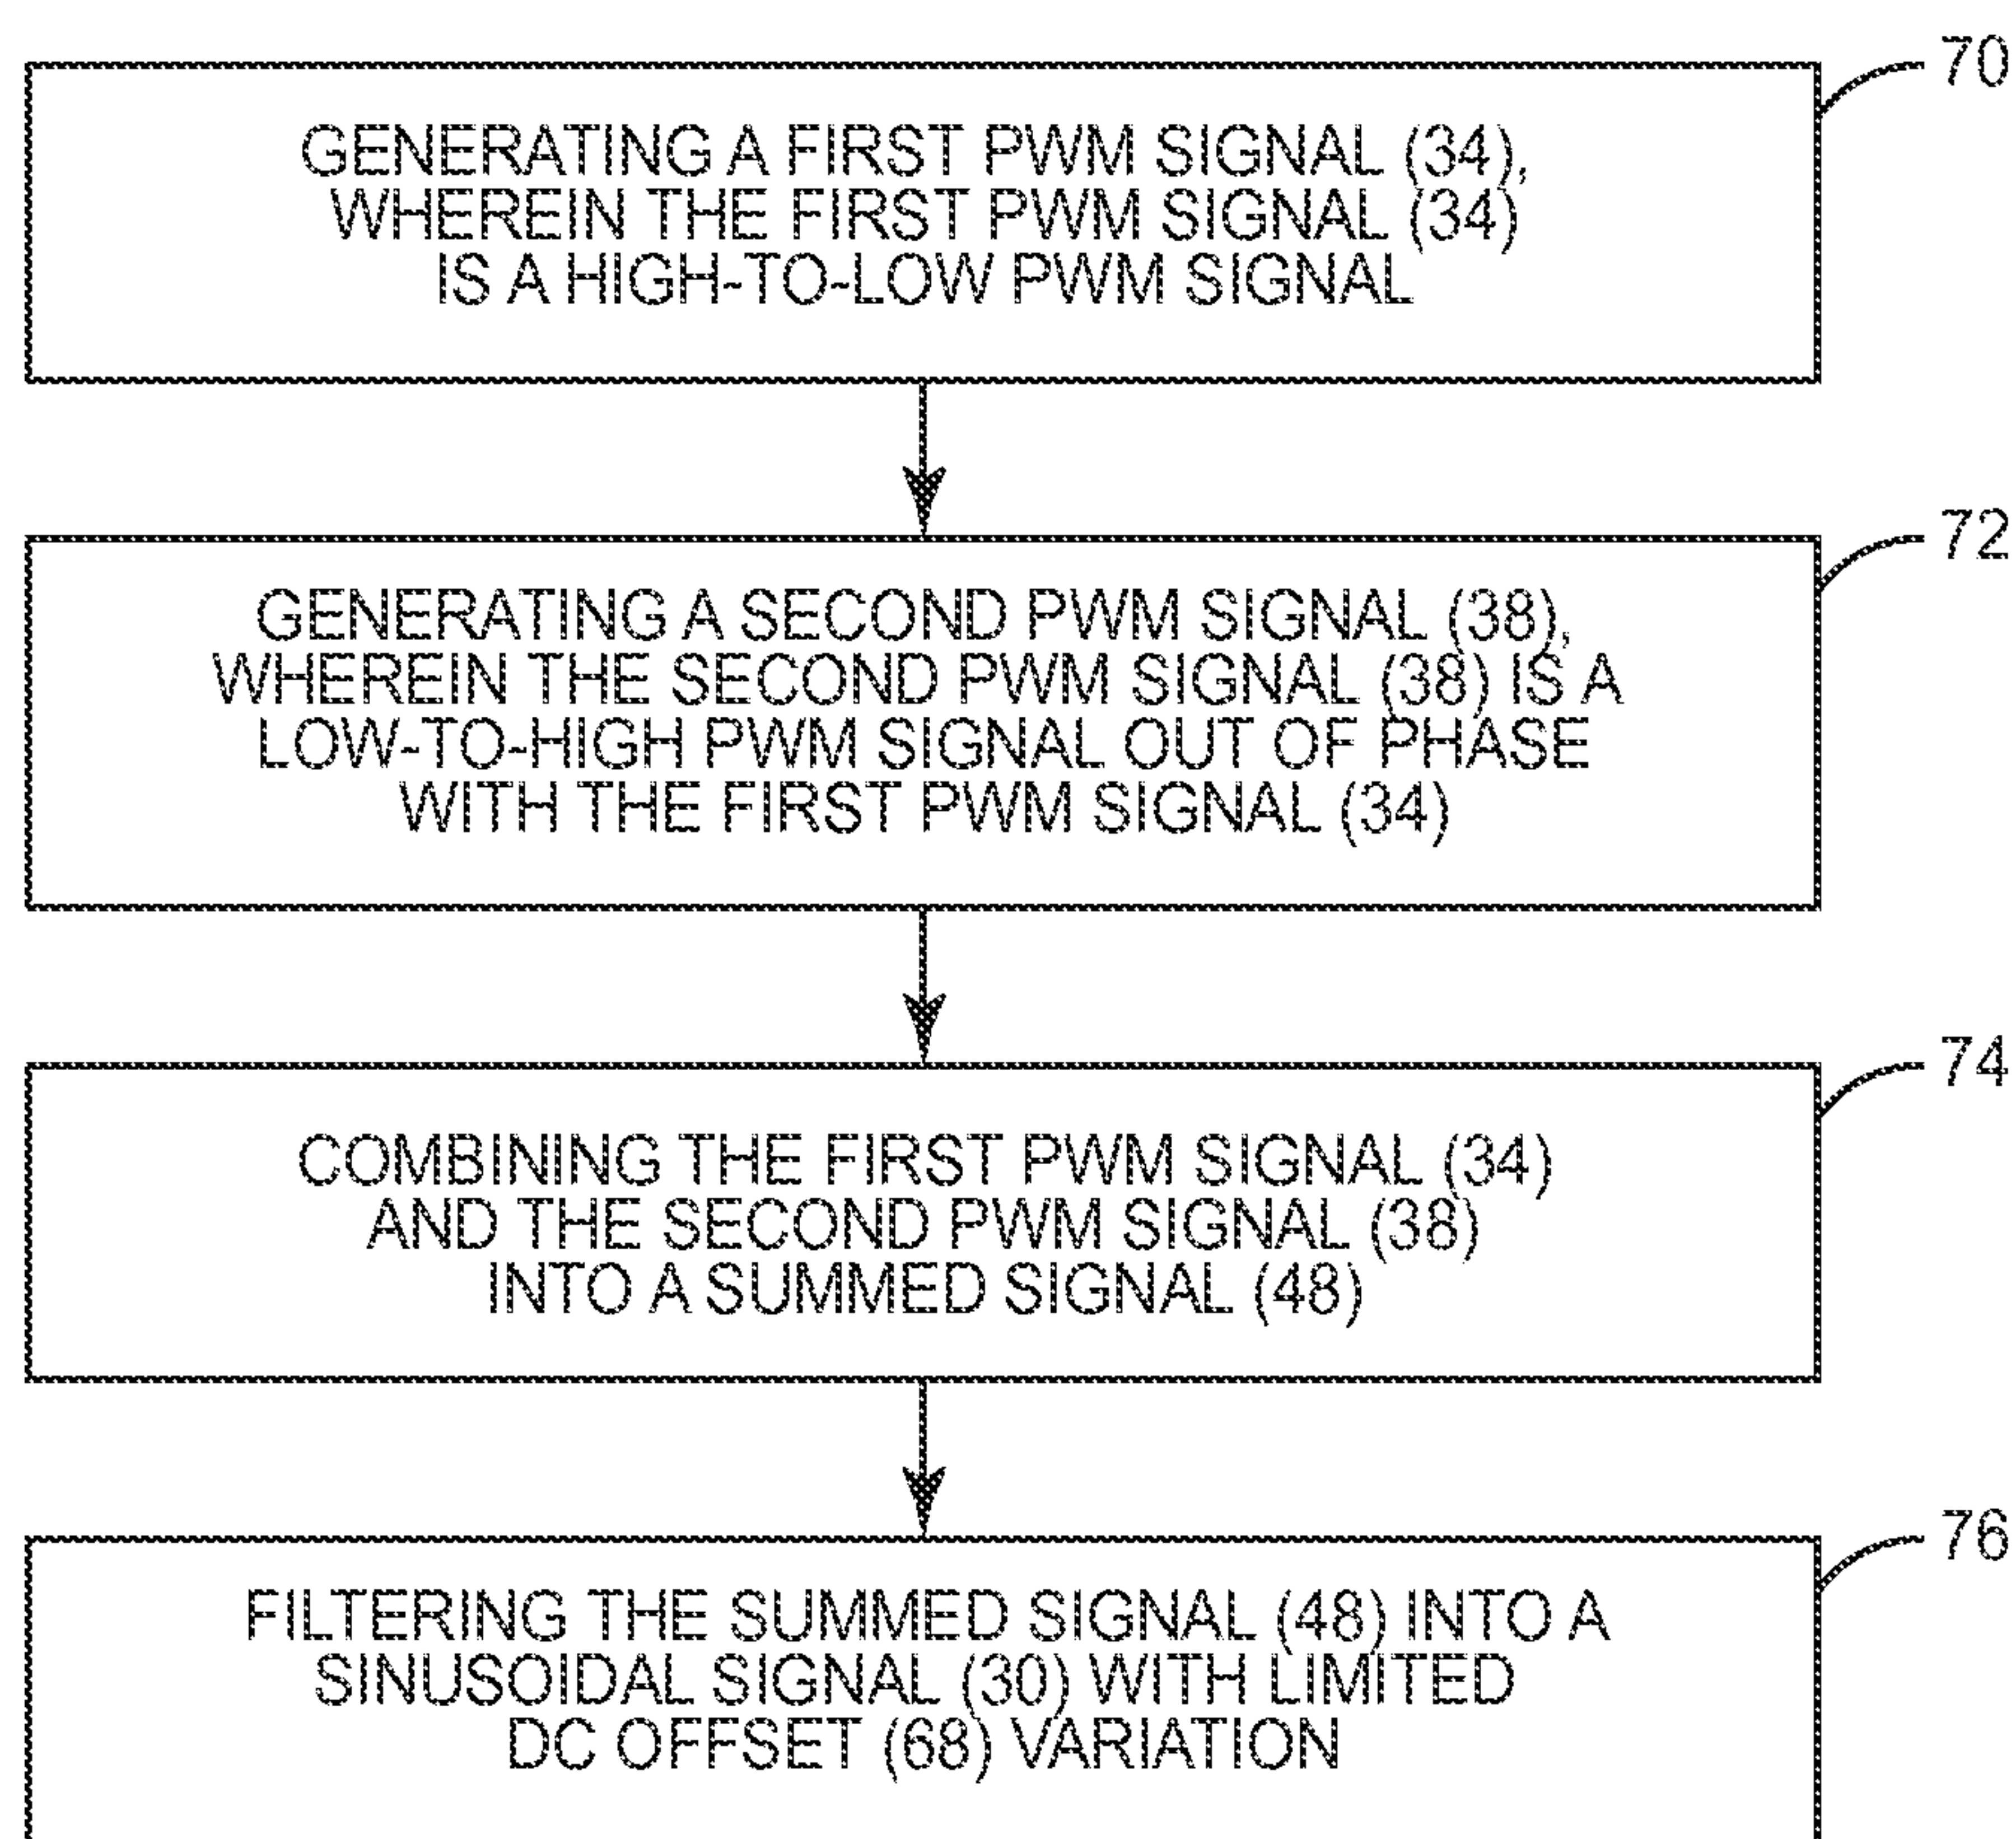 70
GENERATING A FIRST PWM SIGNAL (34),
WHEREIN THE FIRST PWM SIGNAL (34)
IS A HIGH-TO-LOW PWM SIGNAL
72
GENERATING A SECOND PWM SIGNAL (38),
WHEREIN THE SECOND PWM SIGNAL (38) IS A
LOW-TO-HIGH PWM SIGNAL OUT OF PHASE
WITH THE FIRST PWM SIGNAL (34)
74
COMBINING THE FIRST PWM SIGNAL (34)
AND THE SECOND PWM SIGNAL (38)
INTO A SUMMED SIGNAL (48)
76
FILTERING THE SUMMED SIGNAL (48) INTO A
SINUSOIDAL SIGNAL (30) WITH LIMITED
DC OFFSET (68) VARIATION